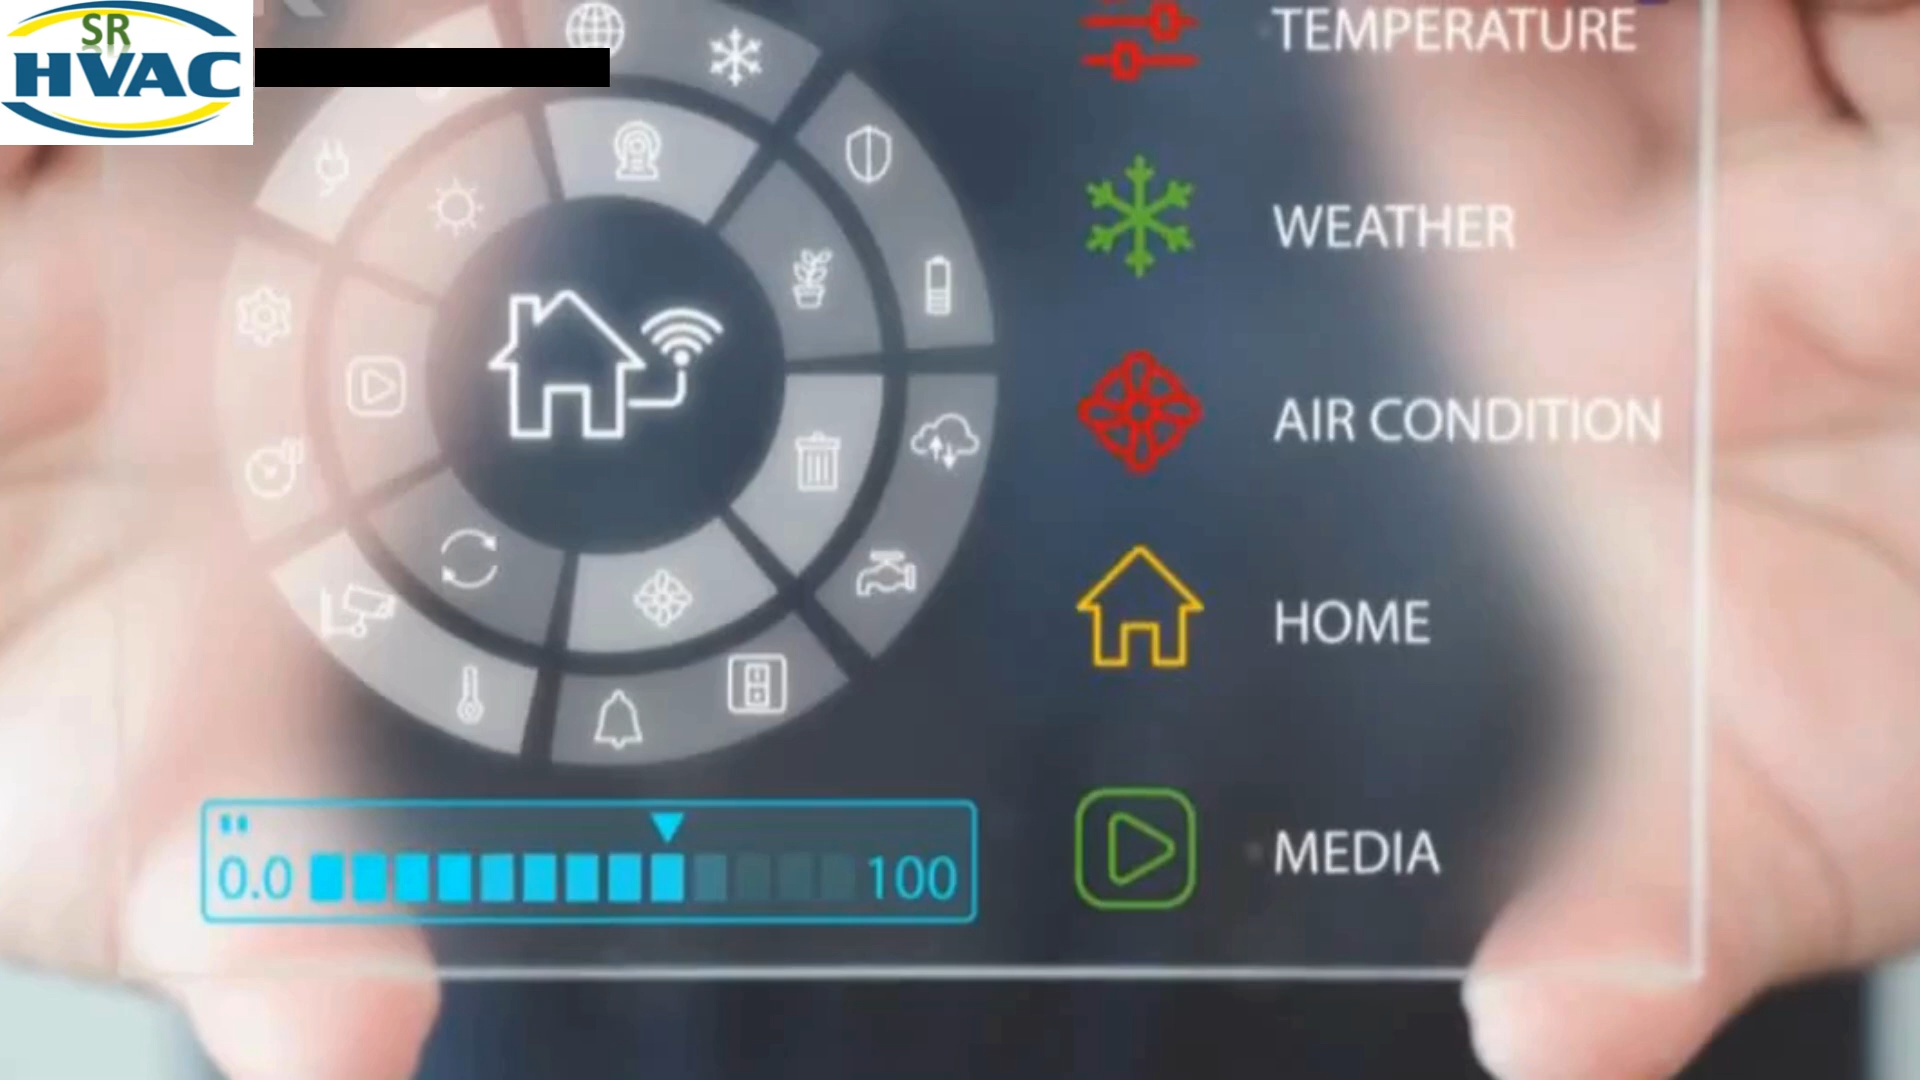 SR
HVAC
TEMPERATURE
WEATHER
AIR CONDITION
HOME
MEDIA
0.0 100